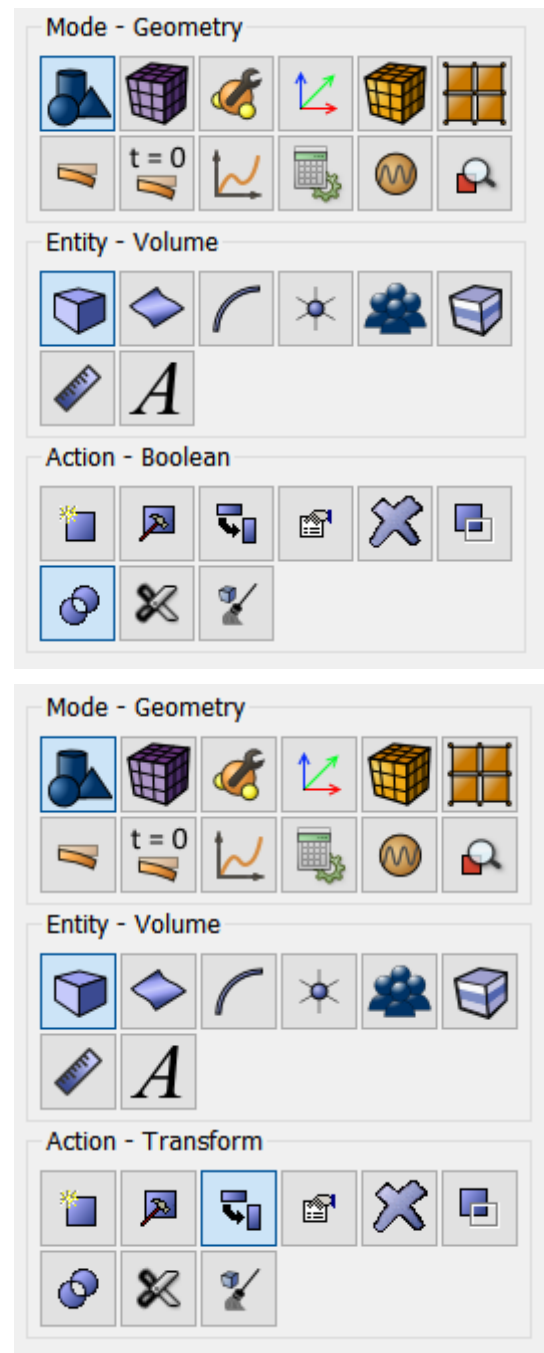 Mode - Geometry
t = 0
Entity - Volume
A
Action - Boolean
Mode - Geometry
t = 0
Entity - Volume
A
Action - Transform